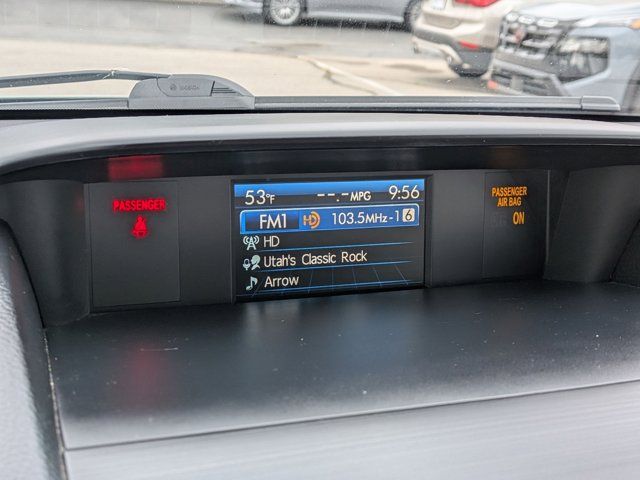 BOSCH
PASSENGER
53°F --.- MPG 9:56
FM1 HD 103.5MHz-1 6
HD
Utah's Classic Rock
Arrow
PASSENGER
AIR BAG
ON